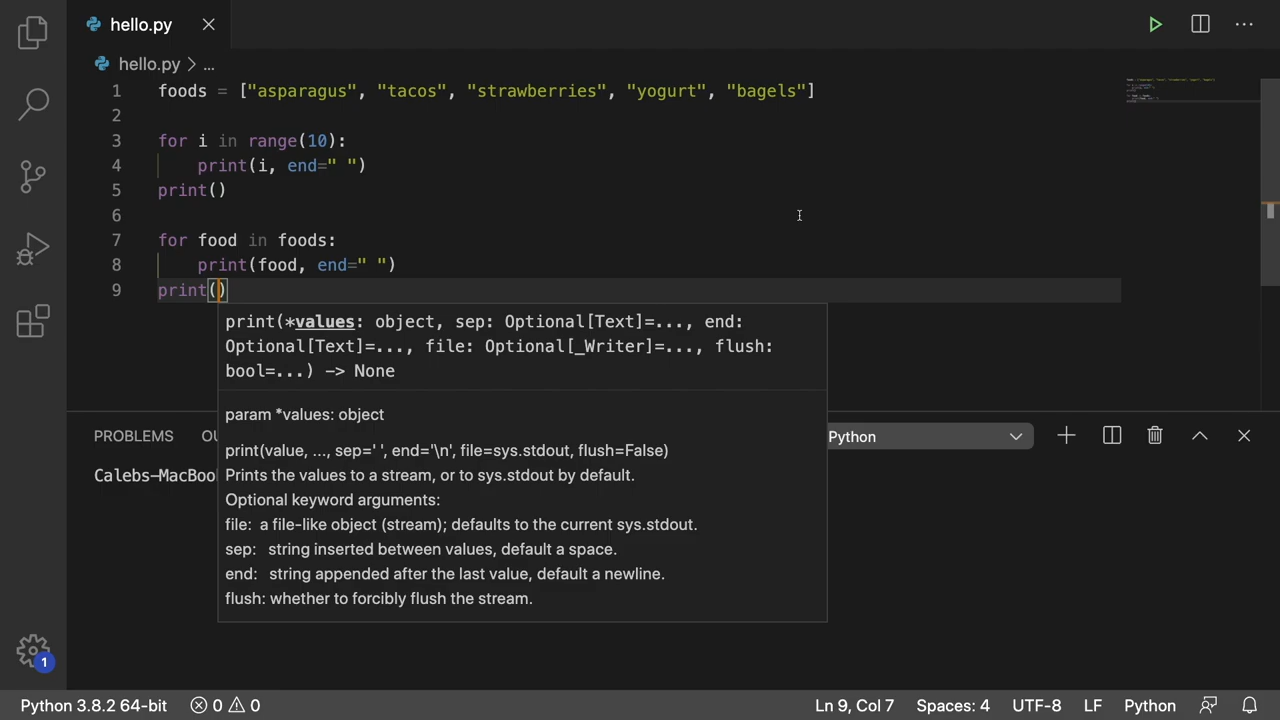 hello.py
hello.py > ...
1 foods = ["asparagus", "tacos", "strawberries", "yogurt", "bagels"]
2
3 for i in range(10):
4     print(i, end=" ")
5 print()
6
7 for food in foods:
8     print(food, end=" ")
9 print()
print(*values: object, sep: Optional[Text]=..., end:
Optional[Text]=..., file: Optional[_Writer]=..., flush:
bool=...) -> None
param *values: object
print(value, ..., sep=' ', end='\n', file=sys.stdout, flush=False)
Prints the values to a stream, or to sys.stdout by default.
Optional keyword arguments:
file: a file-like object (stream); defaults to the current sys.stdout.
sep: string inserted between values, default a space.
end: string appended after the last value, default a newline.
flush: whether to forcibly flush the stream.
PROBLEMS OU Python
Calebs-MacBoo
1
Python 3.8.2 64-bit 0 0 Ln 9, Col 7 Spaces: 4 UTF-8 LF Python